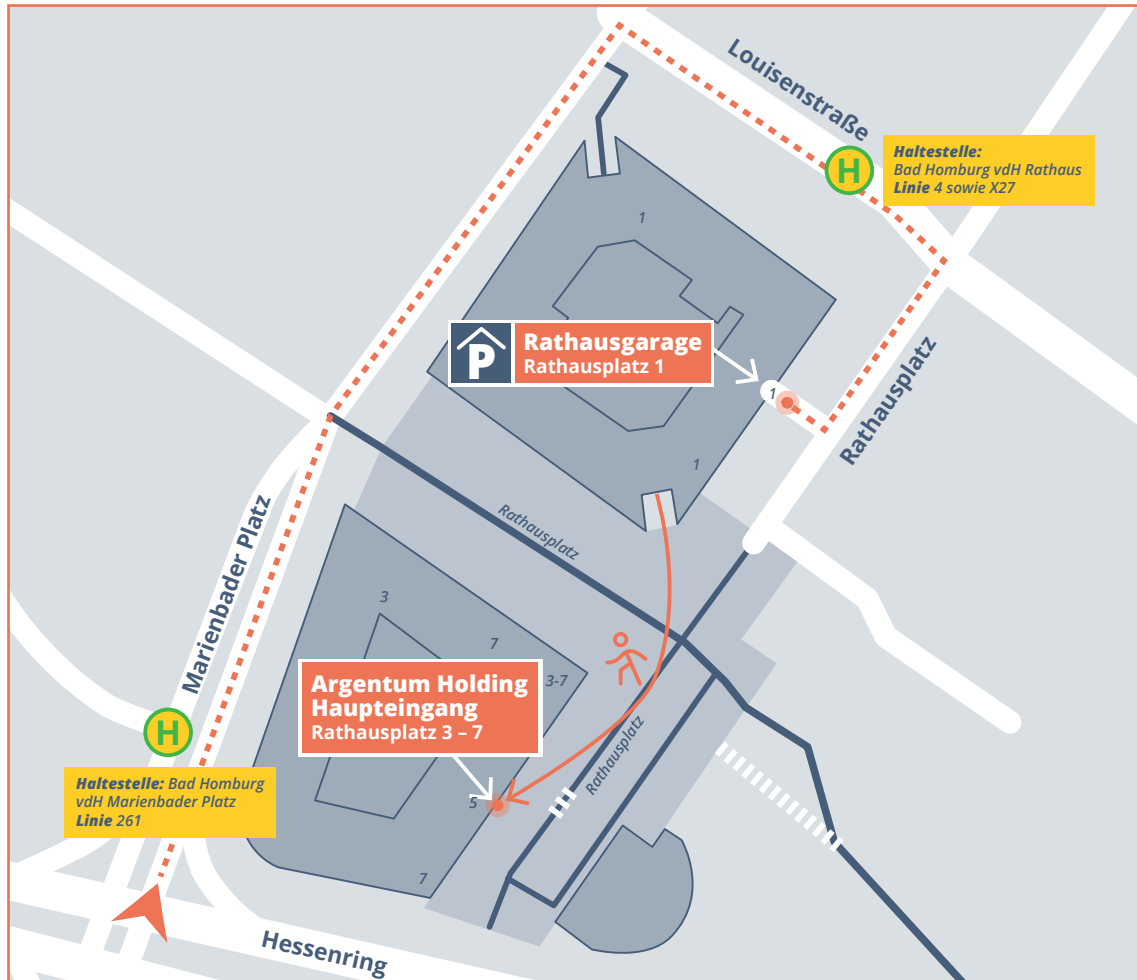 Louisenstraße
H
Haltestelle:
Bad Homburg vdH Rathaus
Linie 4 sowie X27
1
P
Rathausgarage
Rathausplatz 1
1
Rathausplatz
1
Rathausplatz
Marienbader Platz
3
7
3-7
Argentum Holding
Haupteingang
Rathausplatz 3 – 7
Rathausplatz
H
Haltestelle: Bad Homburg
vdH Marienbader Platz
Linie 261
5
7
Hessenring